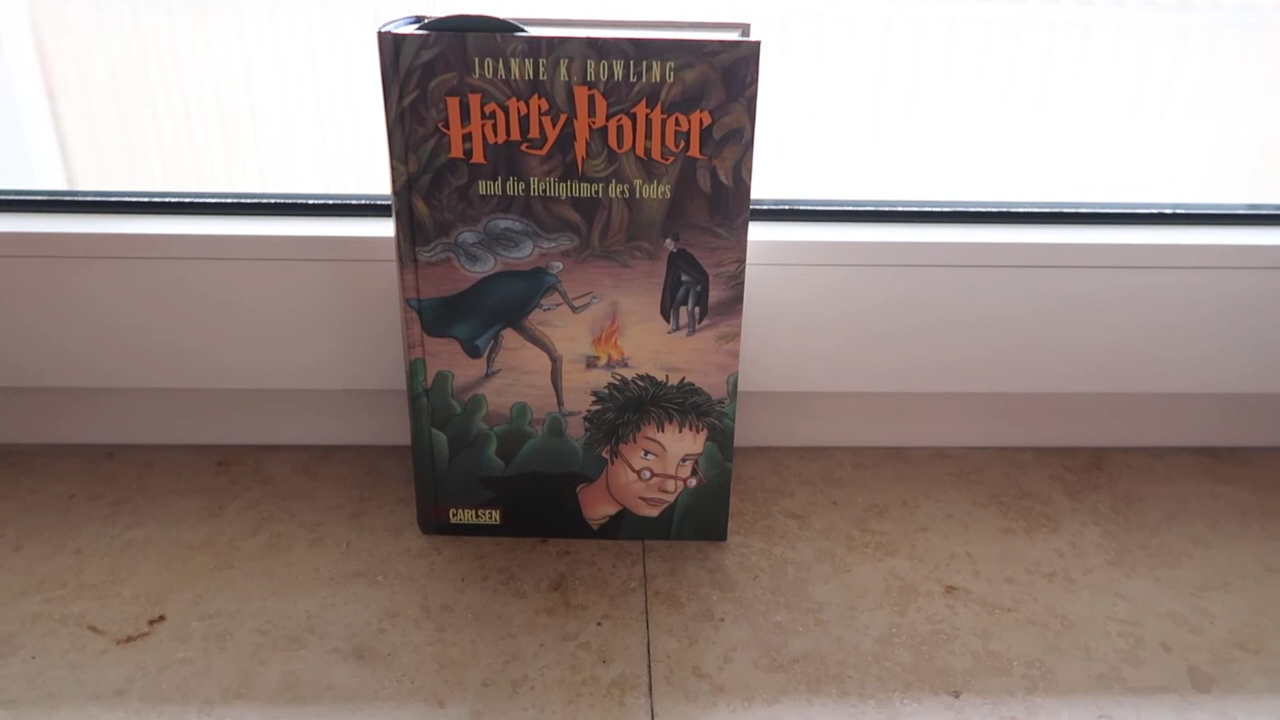 JOANNE K. ROWLING
Harry Potter
und die Heiligtümer des Todes
CARLSEN